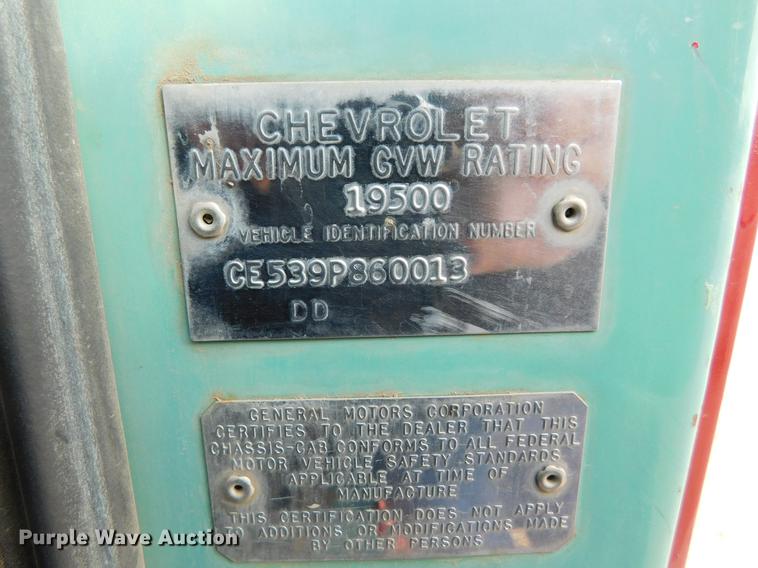 CHEVROLET
MAXIMUM GVW RATING
19500
VEHICLE IDENTIFICATION NUMBER
CE539P860013
DD
GENERAL MOTORS CORPORATION
CERTIFIES TO THE DEALER THAT THIS
CHASSIS-CAB CONFORMS TO ALL FEDERAL
MOTOR VEHICLE SAFETY STANDARDS
APPLICABLE AT TIME OF
MANUFACTURE
THIS CERTIFICATION DOES NOT APPLY
TO ADDITIONS OR MODIFICATIONS MADE
BY OTHER PERSONS
Purple Wave Auction